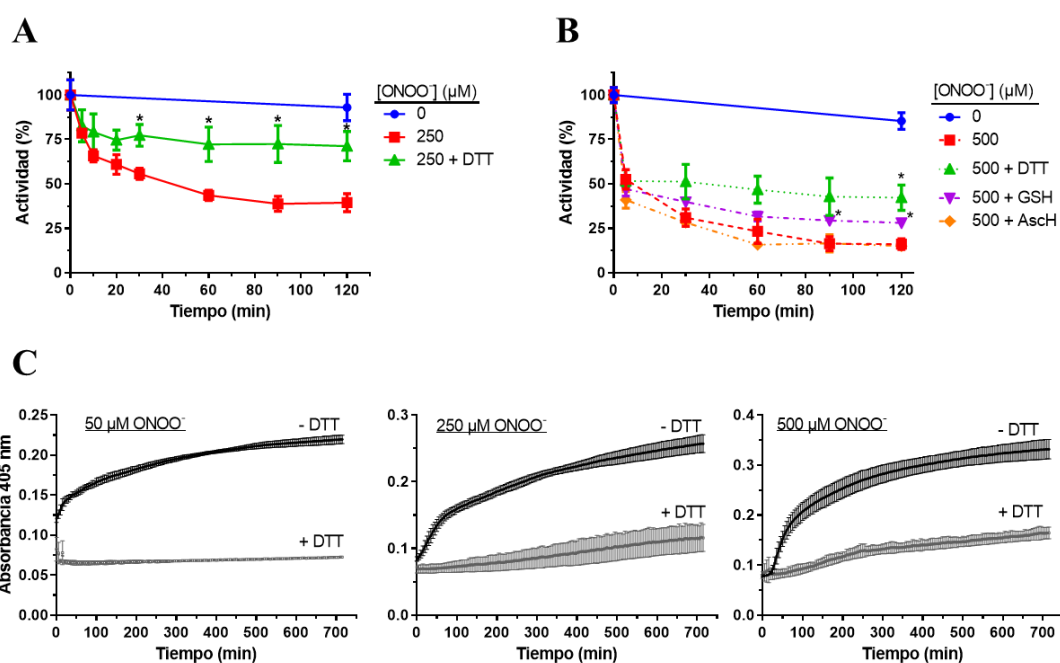 A
[ONOO⁻] (µM)
0
250
250 + DTT
Actividad (%)
100
75
50
25
0
* * * *
0 20 40 60 80 100 120
Tiempo (min)
B
[ONOO⁻] (µM)
0
500
500 + DTT
500 + GSH
500 + AscH
Actividad (%)
100
75
50
25
0
* * *
0 20 40 60 80 100 120
Tiempo (min)
C
Absorbancia 405 nm
50 µM ONOO⁻
- DTT
+ DTT
0.25
0.20
0.15
0.10
0.05
0.00
0 100 200 300 400 500 600 700
Tiempo (min)
250 µM ONOO⁻
- DTT
+ DTT
0.3
0.2
0.1
0.0
0 100 200 300 400 500 600 700
Tiempo (min)
500 µM ONOO⁻
- DTT
+ DTT
0.4
0.3
0.2
0.1
0.0
0 100 200 300 400 500 600 700
Tiempo (min)